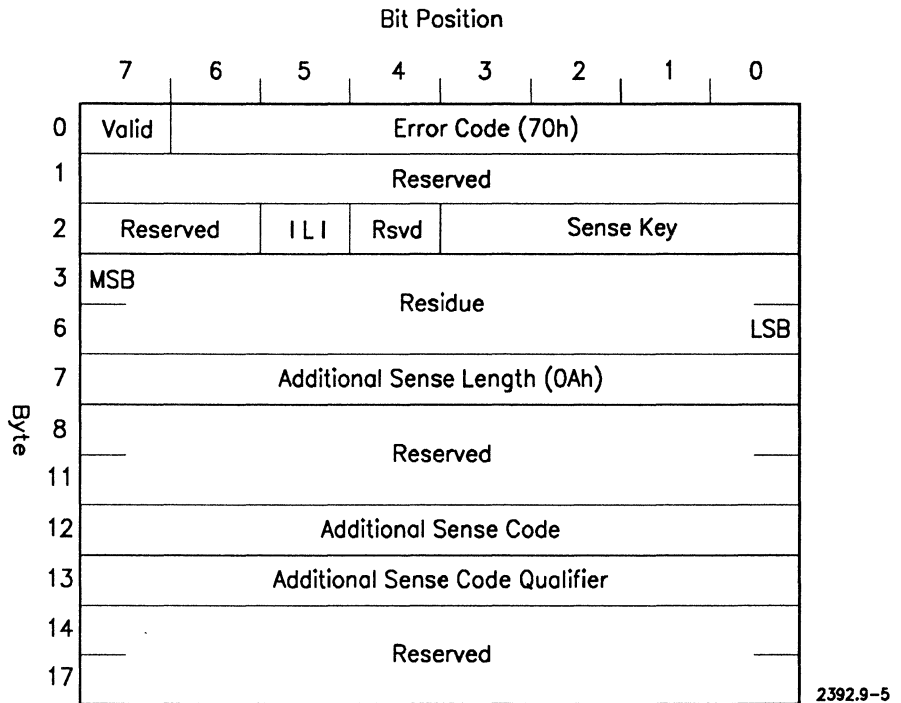 Bit Position
7 6 5 4 3 2 1 0
0 Valid Error Code (70h)
1 Reserved
2 Reserved ILI Rsvd Sense Key
3 MSB
Residue
6 LSB
7 Additional Sense Length (0Ah)
Byte
8
Reserved
11
12 Additional Sense Code
13 Additional Sense Code Qualifier
14
Reserved
17
2392.9-5